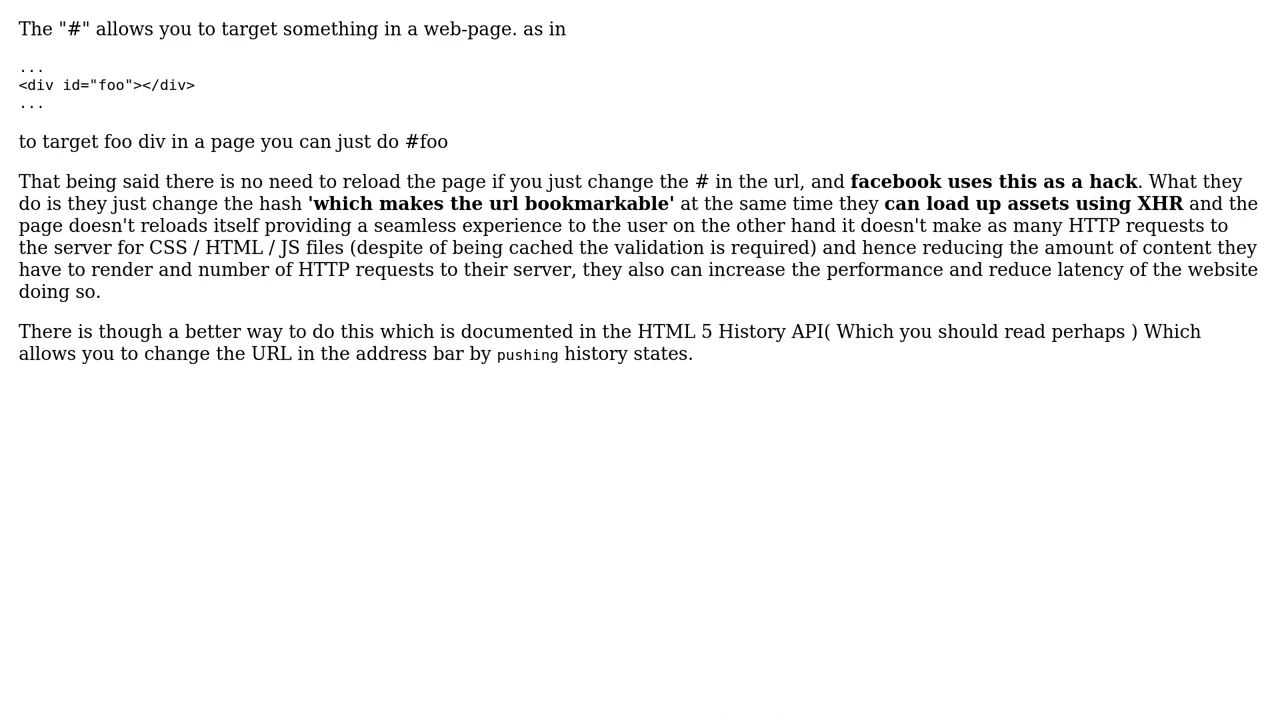 The "#" allows you to target something in a web-page. as in
...
<div id="foo"></div>
...
to target foo div in a page you can just do #foo
That being said there is no need to reload the page if you just change the # in the url, and facebook uses this as a hack. What they
do is they just change the hash 'which makes the url bookmarkable' at the same time they can load up assets using XHR and the
page doesn't reloads itself providing a seamless experience to the user on the other hand it doesn't make as many HTTP requests to
the server for CSS / HTML / JS files (despite of being cached the validation is required) and hence reducing the amount of content they
have to render and number of HTTP requests to their server, they also can increase the performance and reduce latency of the website
doing so.
There is though a better way to do this which is documented in the HTML 5 History API( Which you should read perhaps ) Which
allows you to change the URL in the address bar by pushing history states.